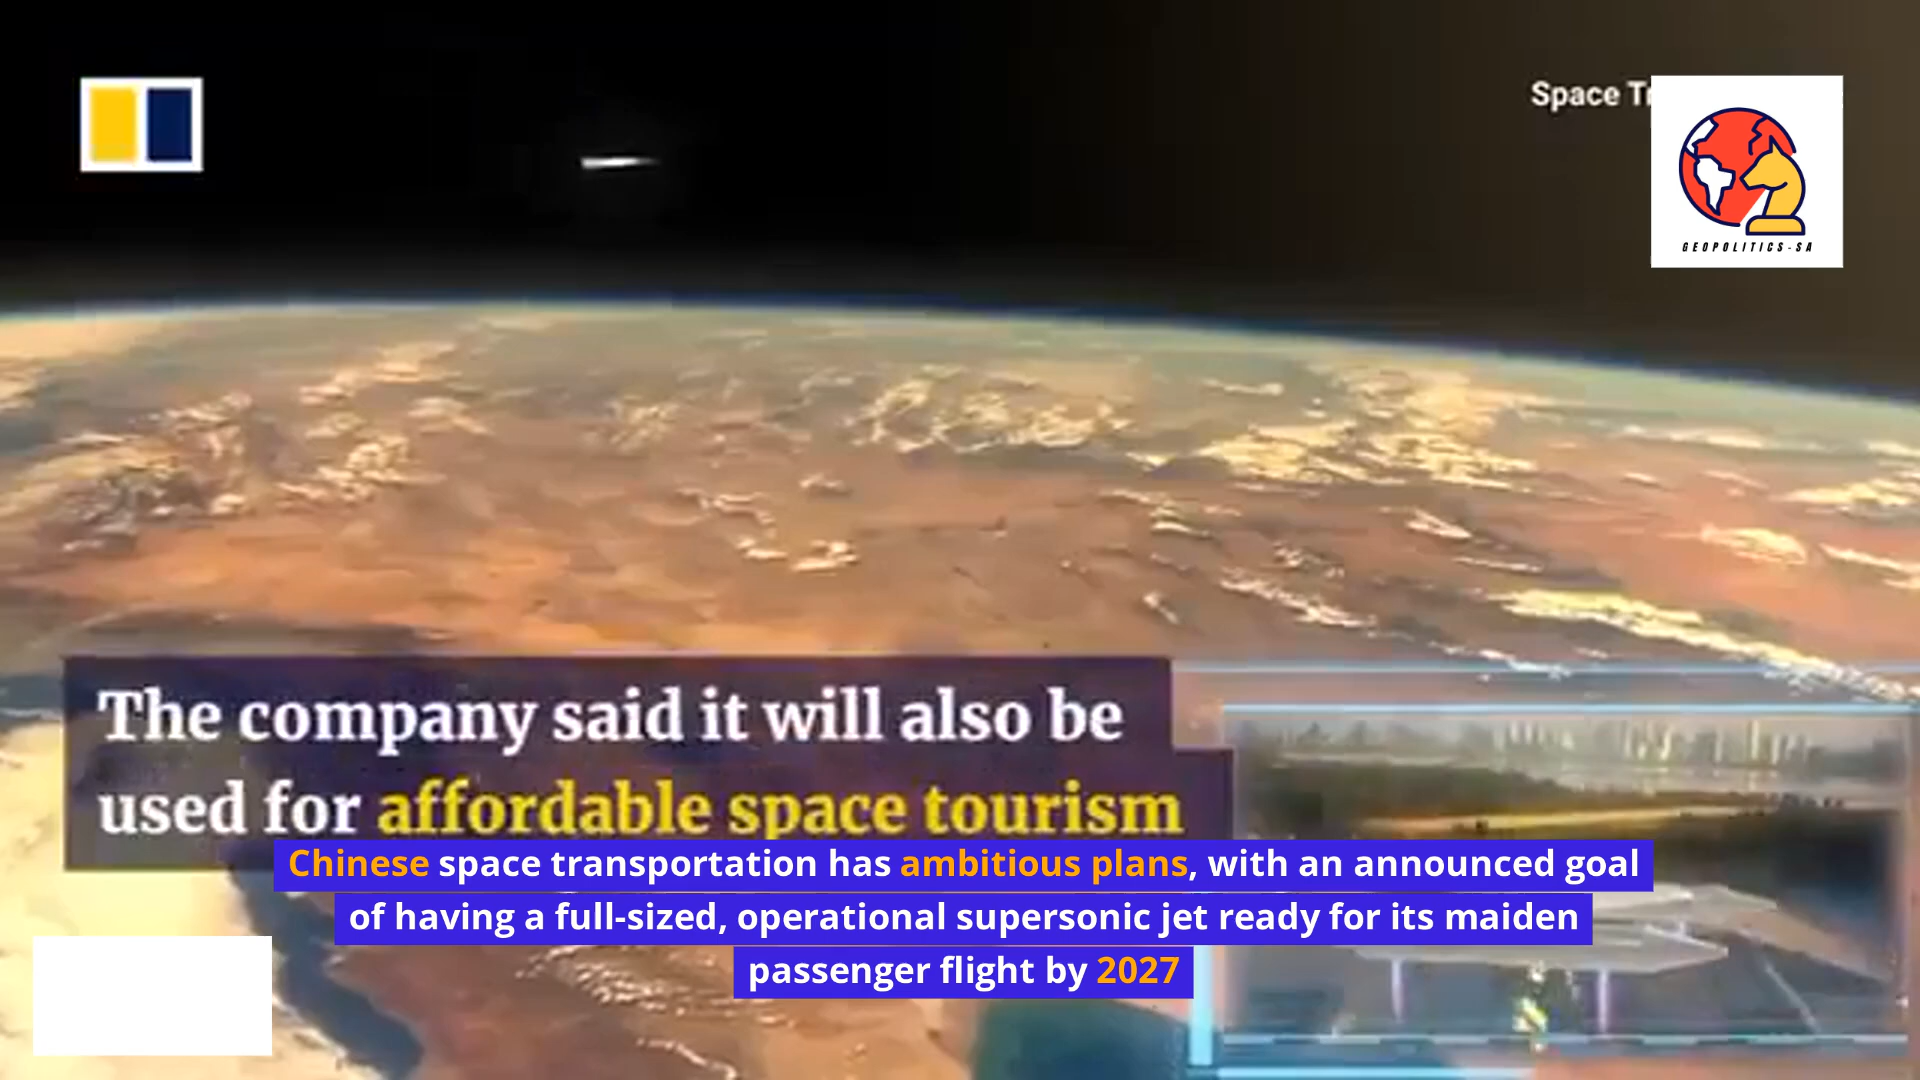 Space
GEOPOLITICS-SA
The company said it will also be
used for affordable space tourism
Chinese space transportation has ambitious plans, with an announced goal
of having a full-sized, operational supersonic jet ready for its maiden
passenger flight by 2027